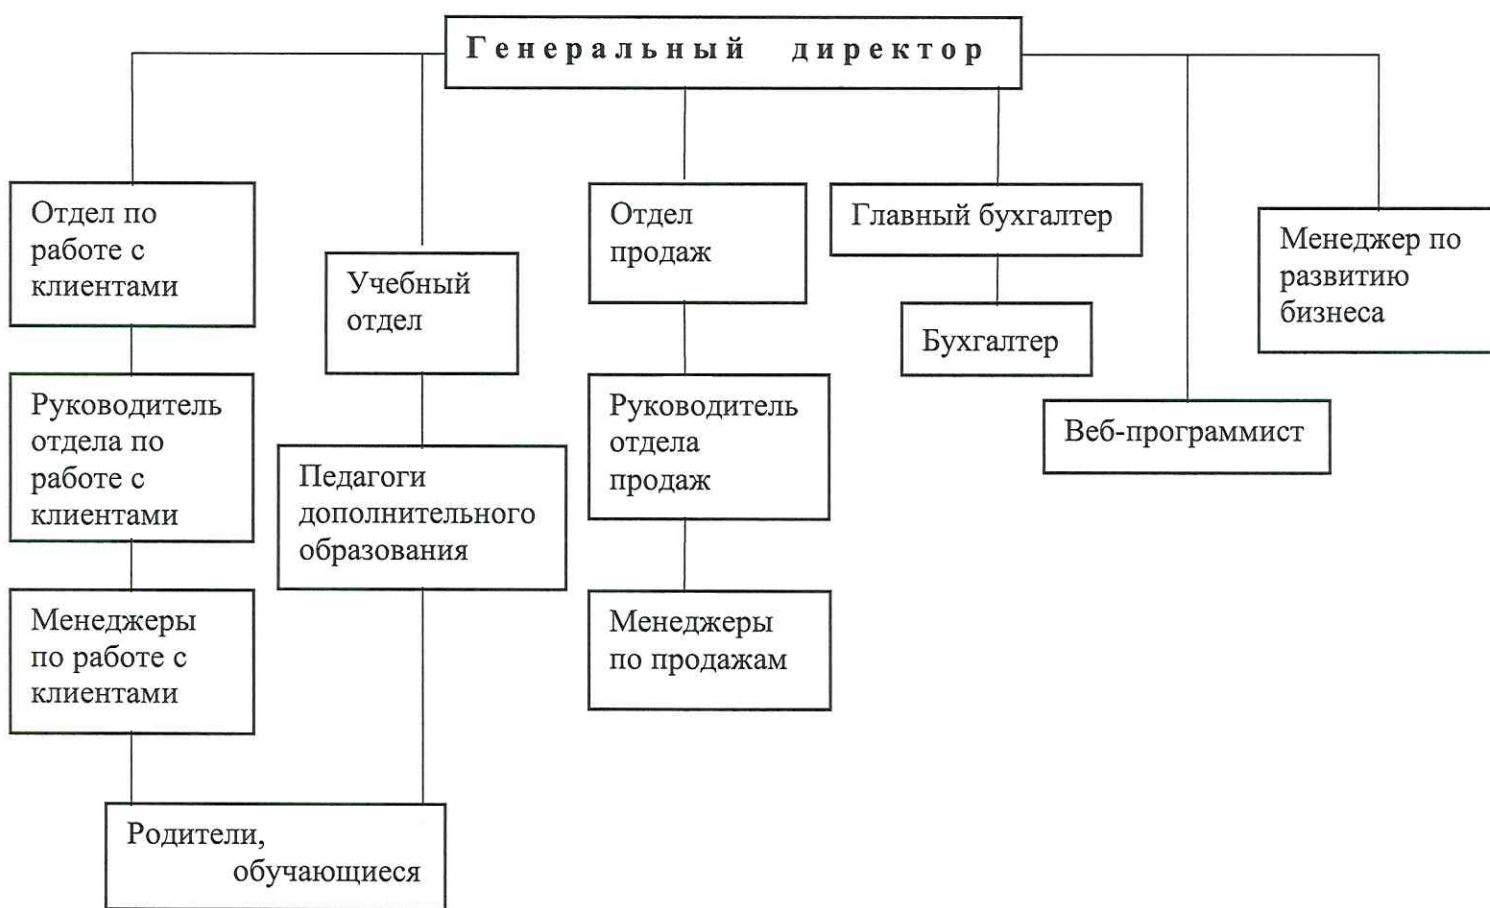 Генеральный директор
Отдел по
работе с
клиентами
Учебный
отдел
Отдел
продаж
Главный бухгалтер
Менеджер по
развитию
бизнеса
Бухгалтер
Руководитель
отдела по
работе с
клиентами
Педагоги
дополнительного
образования
Руководитель
отдела
продаж
Веб-программист
Менеджеры
по работе с
клиентами
Менеджеры
по продажам
Родители,
обучающиеся